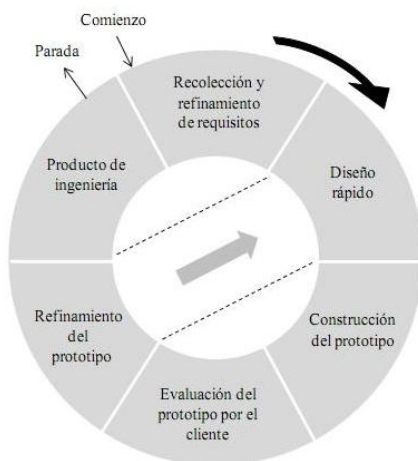 Comienzo
Parada
Recolección y
refinamiento
de requisitos
Diseño
rápido
Construcción
del prototipo
Evaluación del
prototipo por el
cliente
Refinamiento
del
prototipo
Producto de
ingeniería